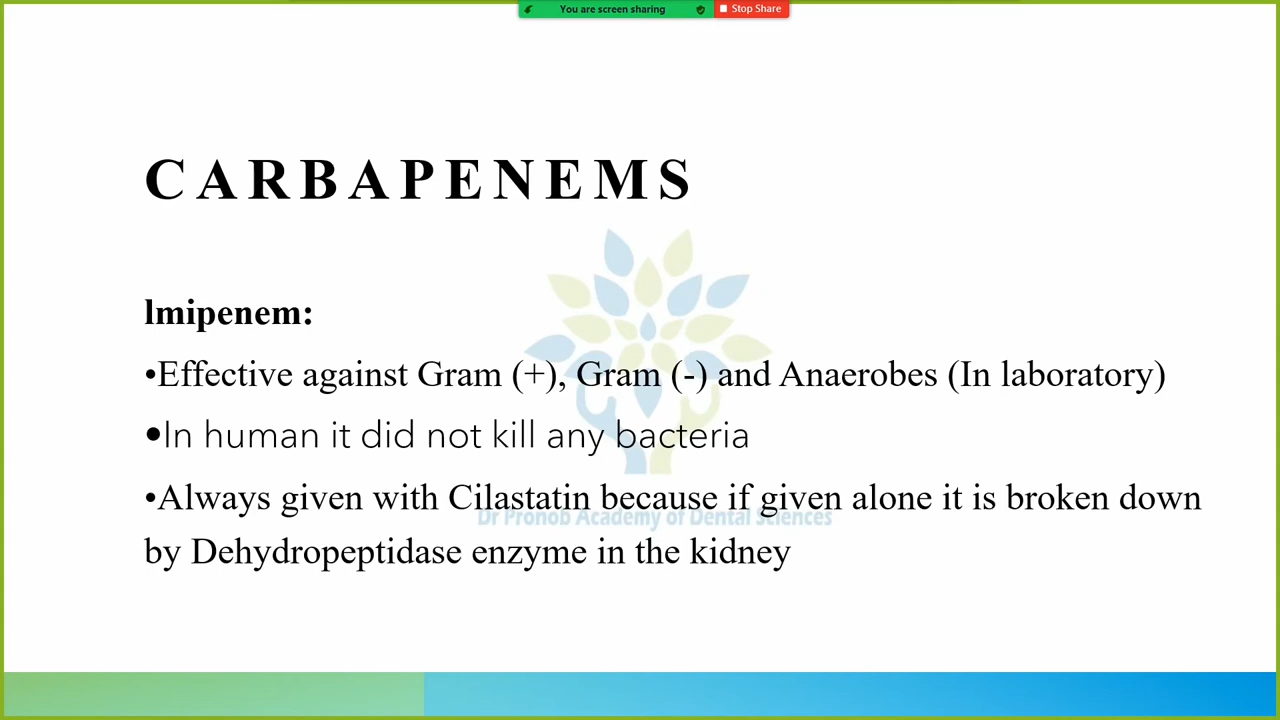 You are screen sharing
Stop Share
CARBAPENEMS
lmipenem:
•Effective against Gram (+), Gram (-) and Anaerobes (In laboratory)
•In human it did not kill any bacteria
•Always given with Cilastatin because if given alone it is broken down
Dr Pronob Academy of Dental Sciences
by Dehydropeptidase enzyme in the kidney